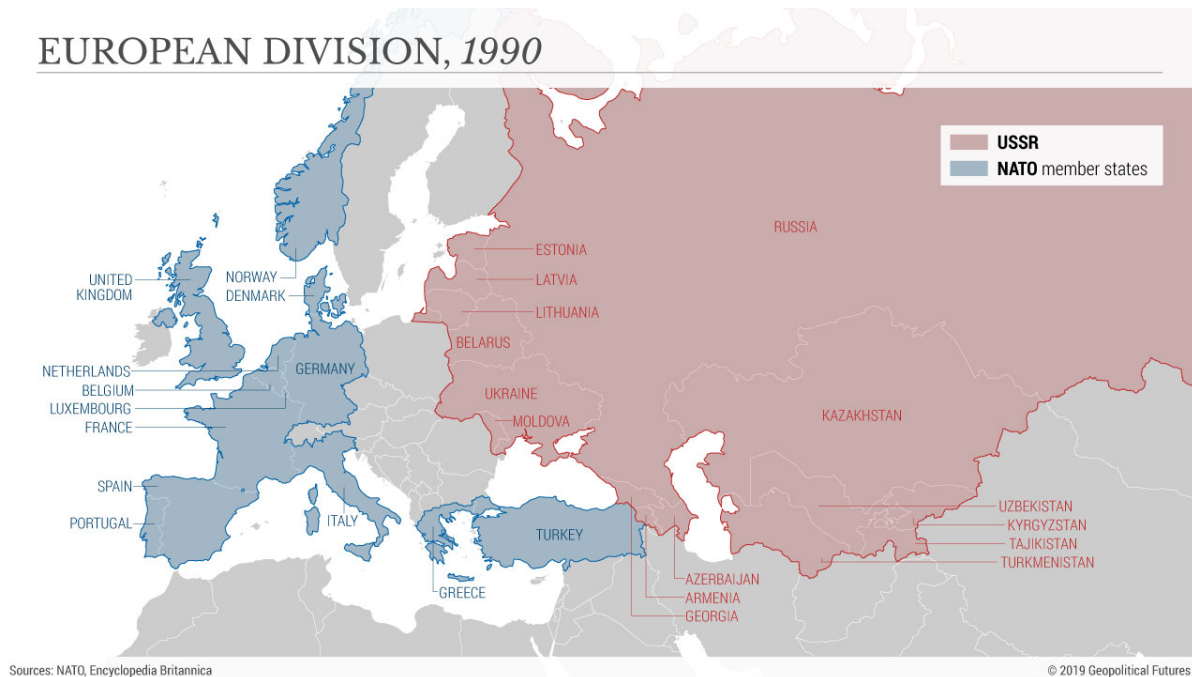 EUROPEAN DIVISION, 1990
USSR
NATO member states
RUSSIA
ESTONIA
LATVIA
LITHUANIA
BELARUS
UKRAINE
MOLDOVA
KAZAKHSTAN
UNITED
KINGDOM
NORWAY
DENMARK
NETHERLANDS
BELGIUM
LUXEMBOURG
FRANCE
GERMANY
SPAIN
PORTUGAL
ITALY
GREECE
TURKEY
AZERBAIJAN
ARMENIA
GEORGIA
UZBEKISTAN
KYRGYZSTAN
TAJIKISTAN
TURKMENISTAN
Sources: NATO, Encyclopedia Britannica
© 2019 Geopolitical Futures